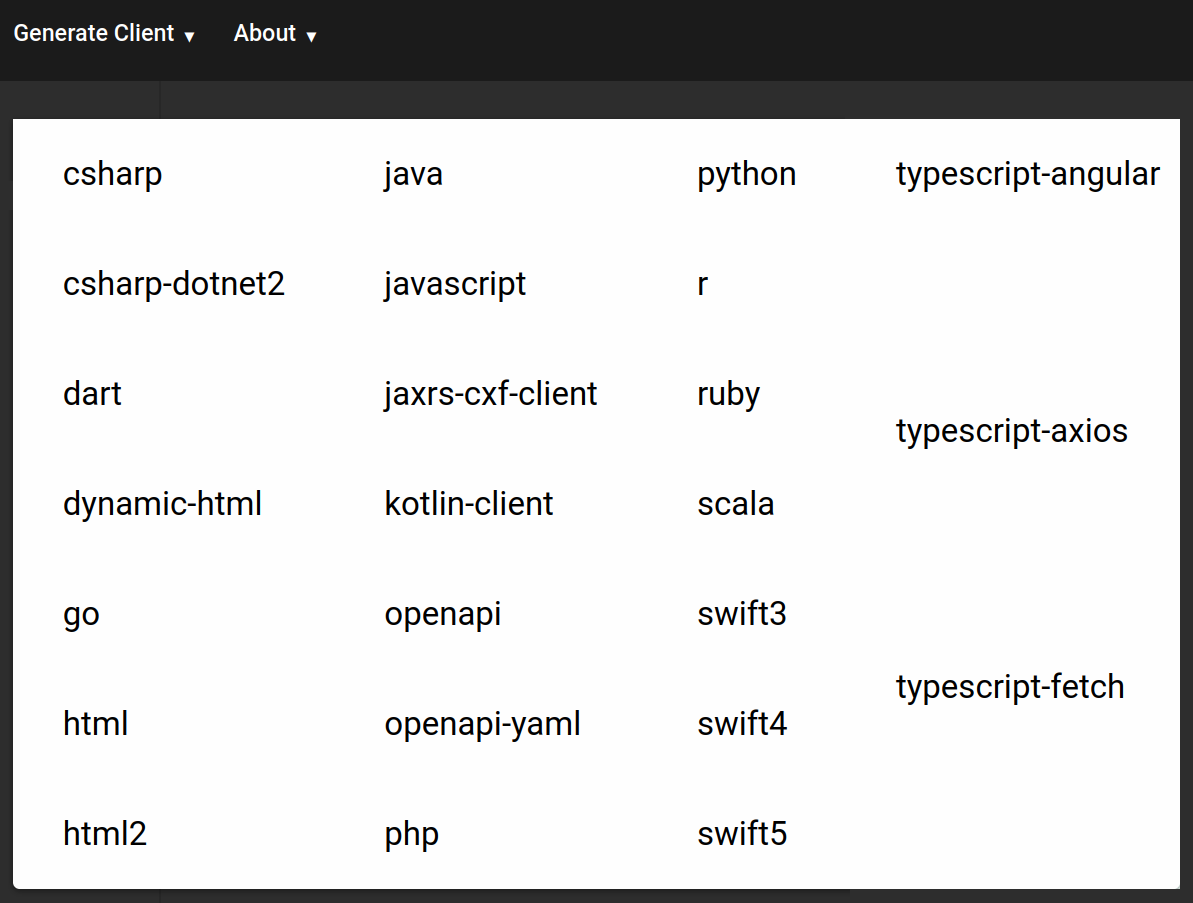 Generate Client ▼ About ▼
csharp
csharp-dotnet2
dart
dynamic-html
go
html
html2
java
javascript
jaxrs-cxf-client
kotlin-client
openapi
openapi-yaml
php
python
r
ruby
scala
swift3
swift4
swift5
typescript-angular
typescript-axios
typescript-fetch